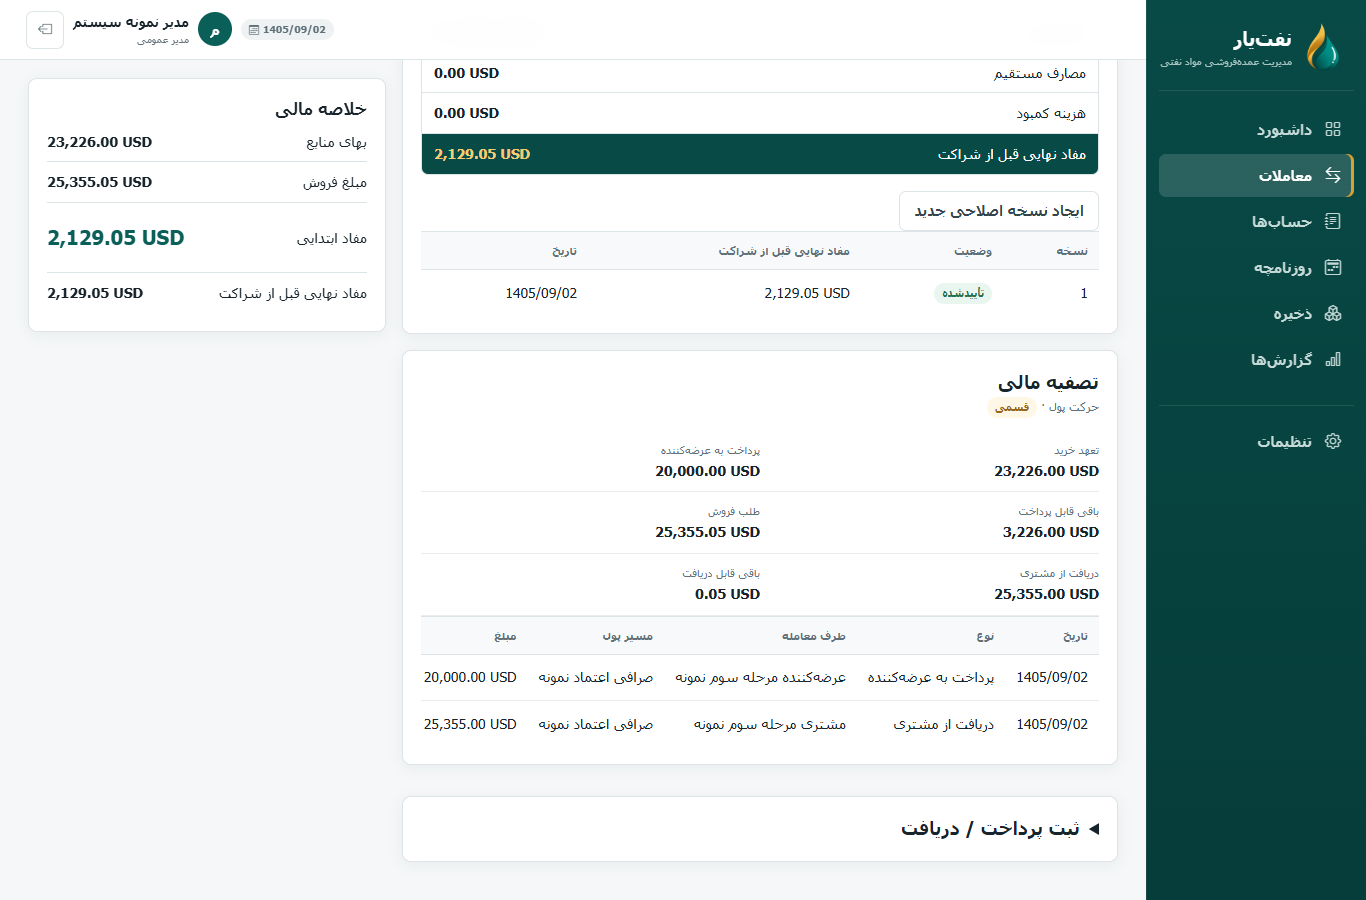 نفت‌یار
مدیریت عمده‌فروشی مواد نفتی
داشبورد
معاملات
حساب‌ها
روزنامچه
ذخیره
گزارش‌ها
تنظیمات
1405/09/02
م
مدیر نمونه سیستم
مدیر عمومی
مصارف مستقیم 0.00 USD
هزینه کمبود 0.00 USD
مفاد نهایی قبل از شراکت 2,129.05 USD
ایجاد نسخه اصلاحی جدید
نسخه وضعیت مفاد نهایی قبل از شراکت تاریخ
1 تأییدشده 2,129.05 USD 1405/09/02
تصفیه مالی
حرکت پول · قسمی
تعهد خرید پرداخت به عرضه‌کننده
23,226.00 USD 20,000.00 USD
باقی قابل پرداخت طلب فروش
3,226.00 USD 25,355.05 USD
دریافت از مشتری باقی قابل دریافت
25,355.00 USD 0.05 USD
تاریخ نوع طرف معامله مسیر پول مبلغ
1405/09/02 پرداخت به عرضه‌کننده عرضه‌کننده مرحله سوم نمونه صرافی اعتماد نمونه 20,000.00 USD
1405/09/02 دریافت از مشتری مشتری مرحله سوم نمونه صرافی اعتماد نمونه 25,355.00 USD
ثبت پرداخت / دریافت
خلاصه مالی
بهای منابع 23,226.00 USD
مبلغ فروش 25,355.05 USD
مفاد ابتدایی 2,129.05 USD
مفاد نهایی قبل از شراکت 2,129.05 USD